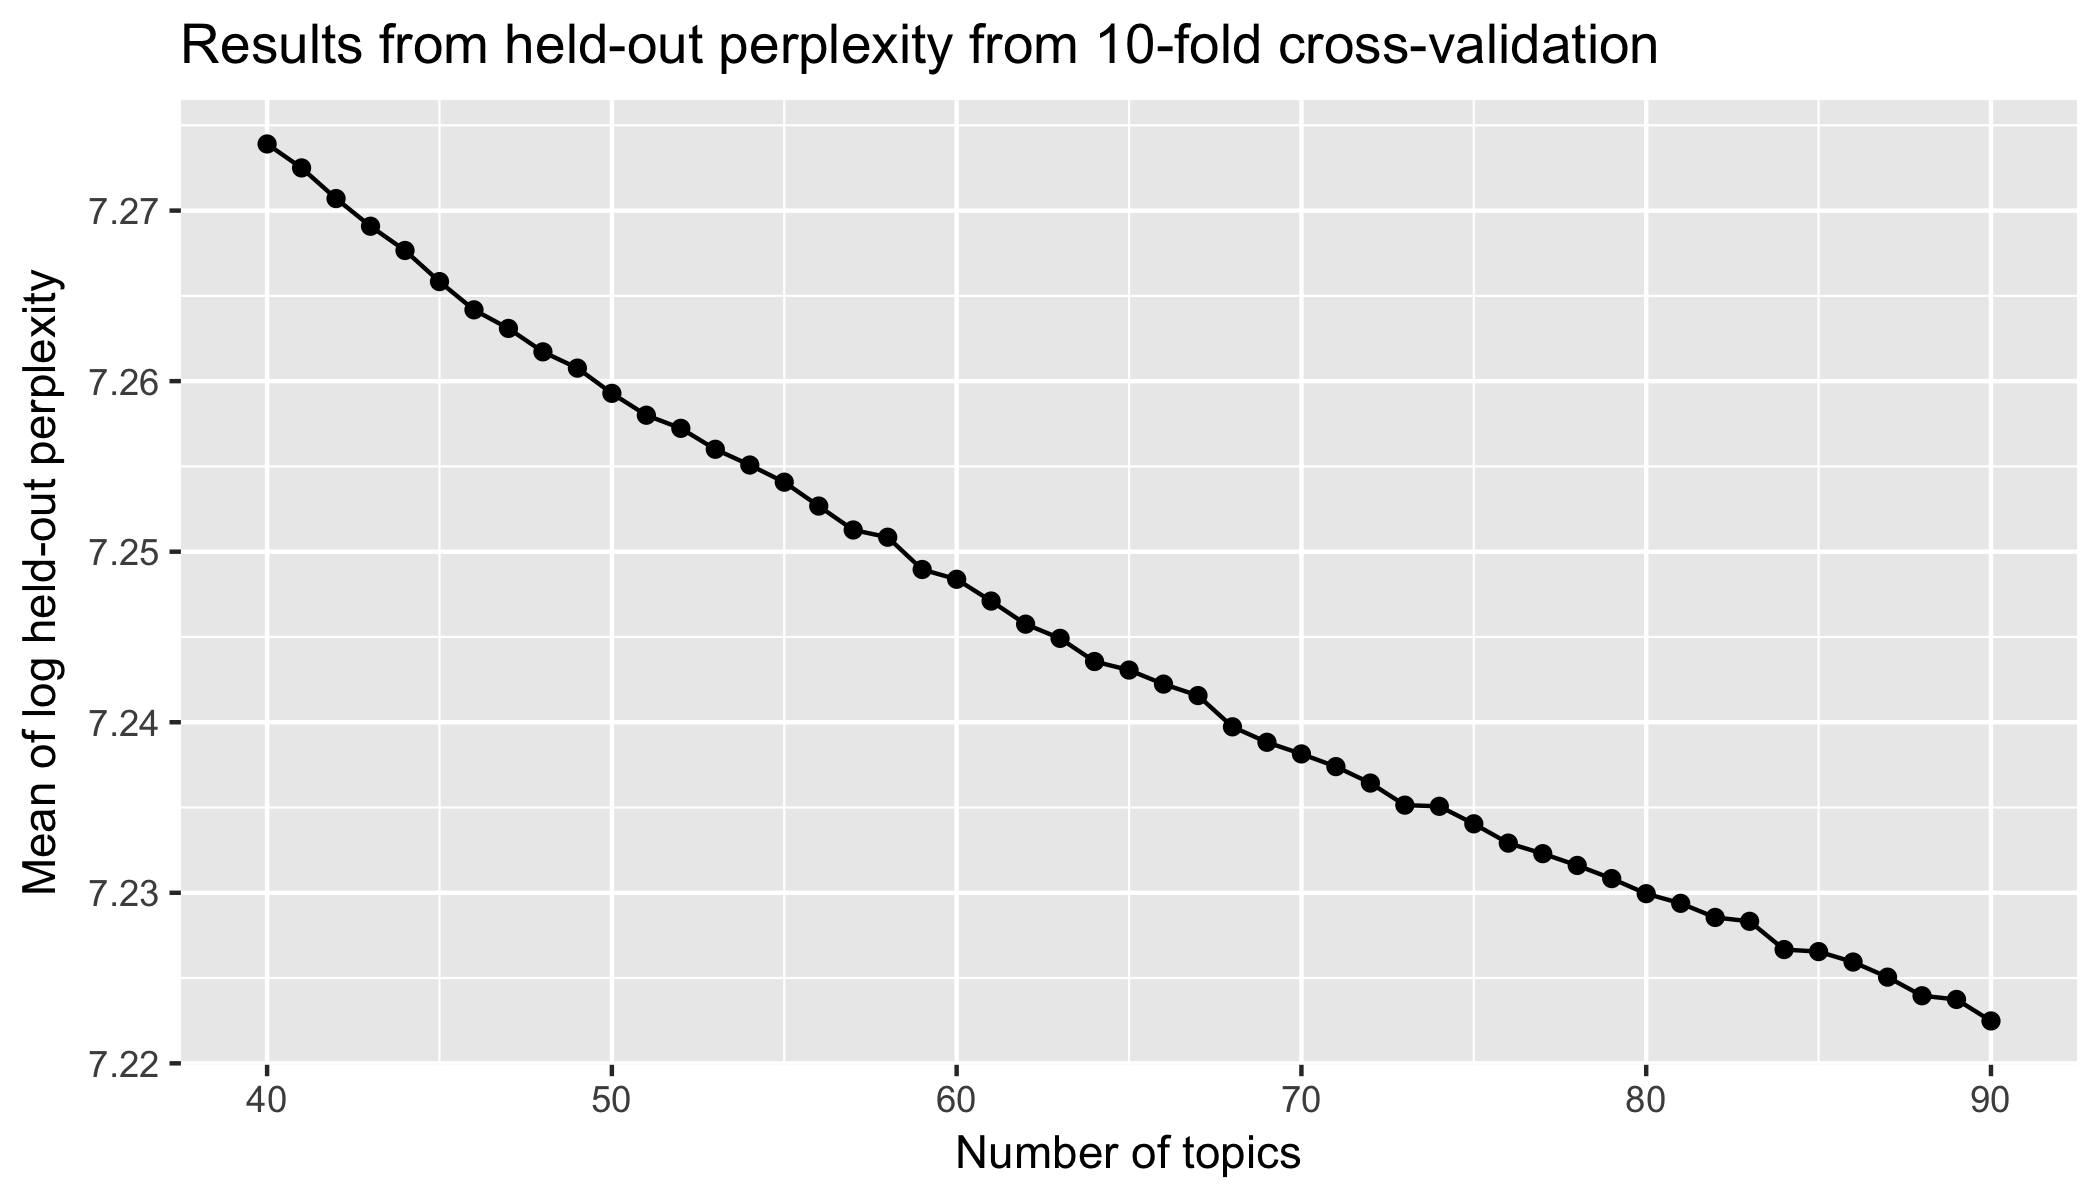 Results from held-out perplexity from 10-fold cross-validation
Mean of log held-out perplexity
7.27
7.26
7.25
7.24
7.23
7.22
40 50 60 70 80 90
Number of topics